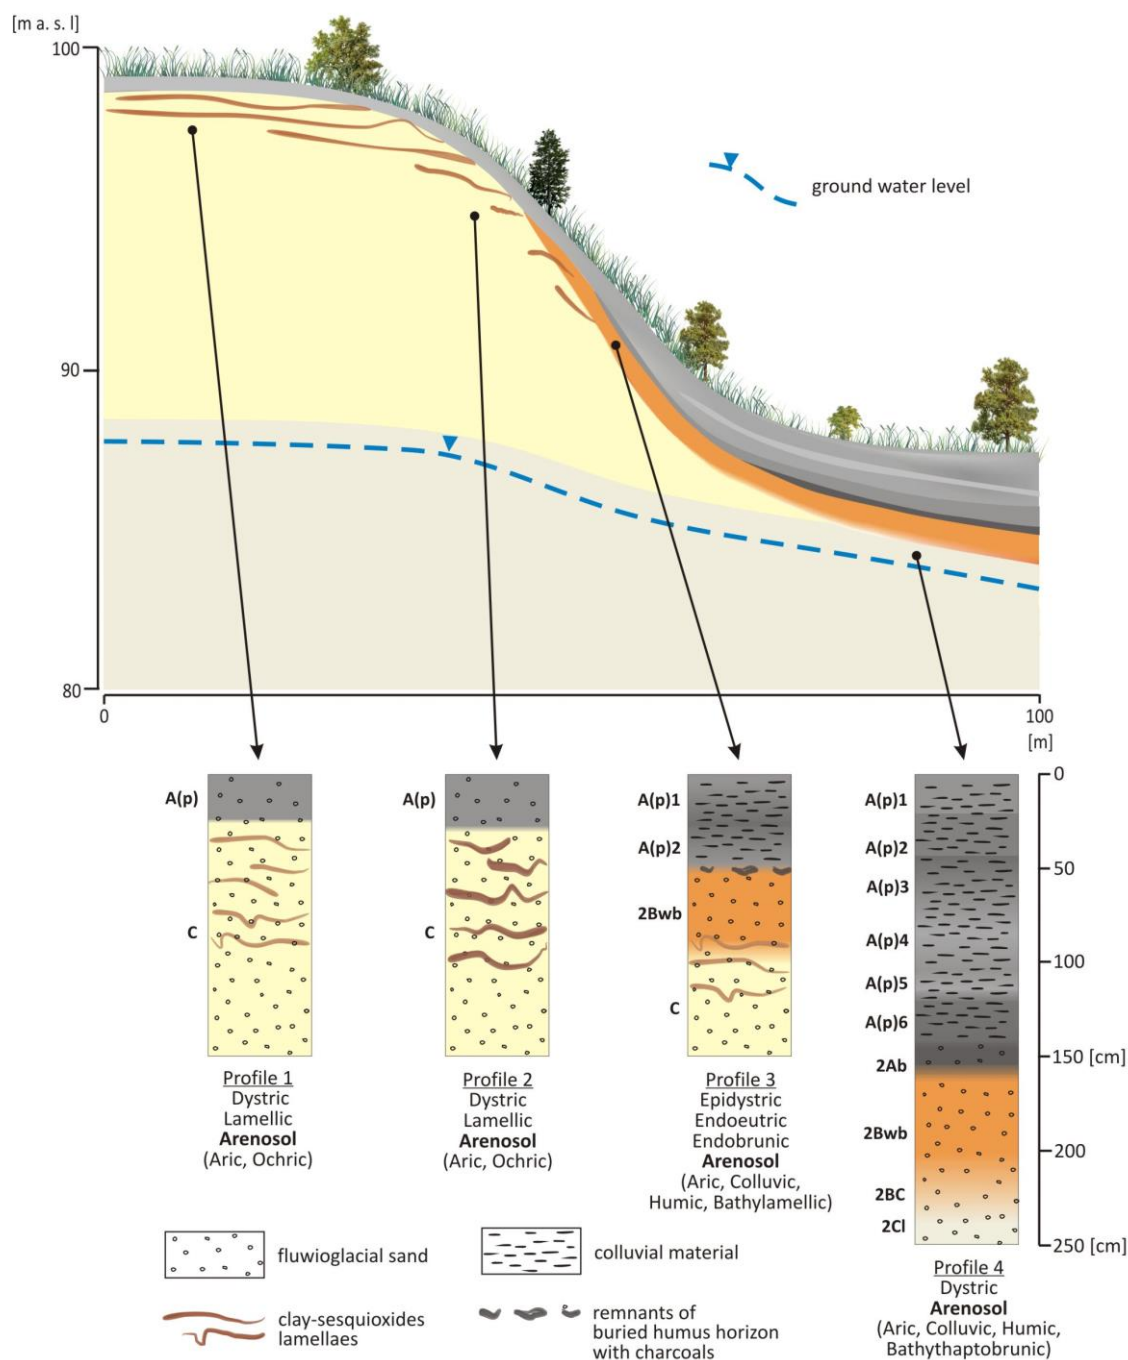 [m a. s. l]
100
90
80
ground water level
0
100
[m]
A(p)
C
A(p)
C
A(p)1
A(p)2
2Bwb
C
A(p)1
A(p)2
A(p)3
A(p)4
A(p)5
A(p)6
2Ab
2Bwb
2BC
2Cl
0
50
100
150 [cm]
200
250 [cm]
Profile 1
Dystric
Lamellic
Arenosol
(Aric, Ochric)
Profile 2
Dystric
Lamellic
Arenosol
(Aric, Ochric)
Profile 3
Epidystric
Endoeutric
Endobrunic
Arenosol
(Aric, Colluvic,
Humic, Bathylamellic)
Profile 4
Dystric
Arenosol
(Aric, Colluvic, Humic,
Bathythaptobrunic)
fluwioglacial sand
colluvial material
clay-sesquioxides
lamellaes
remnants of
buried humus horizon
with charcoals